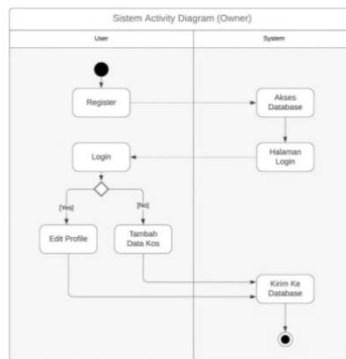 Sistem Activity Diagram (Owner)
User
System
Register
Akses
Database
Login
Halaman
Login
[Yes]
[No]
Edit Profile
Tambah
Data Kos
Kirim Ke
Database